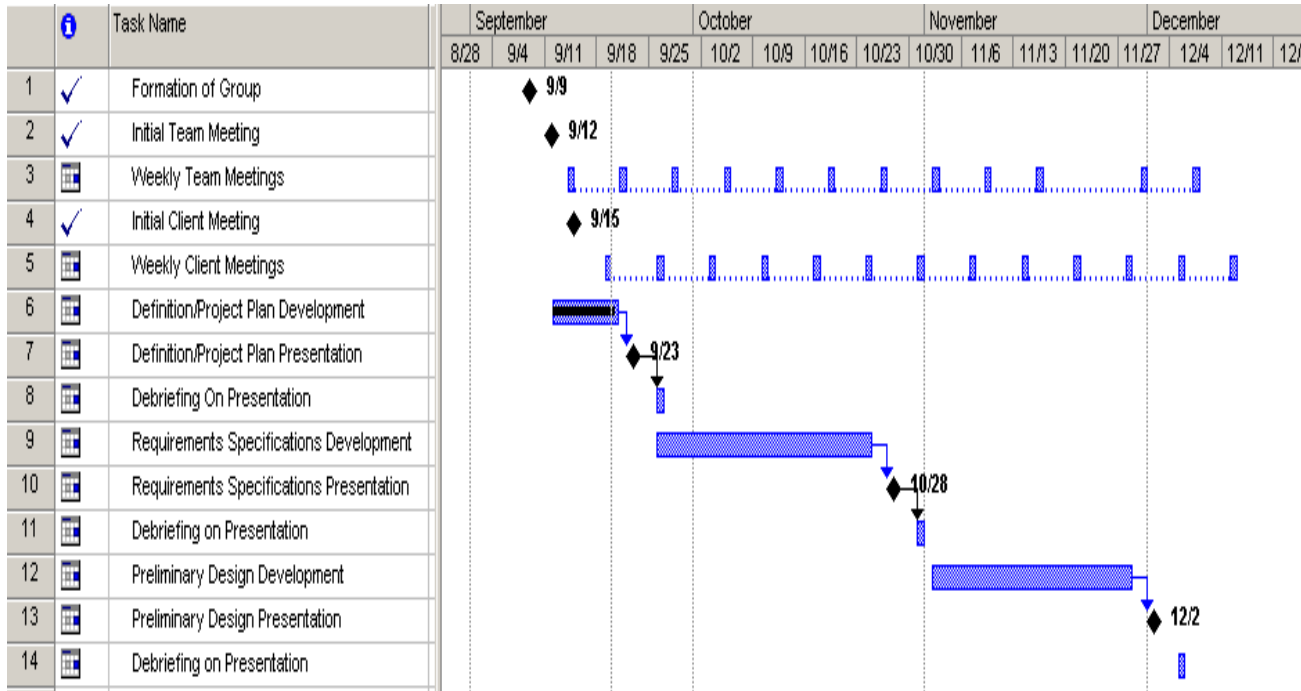 Task Name September October November December
8/28 9/4 9/11 9/18 9/25 10/2 10/9 10/16 10/23 10/30 11/6 11/13 11/20 11/27 12/4 12/11
1 Formation of Group 9/9
2 Initial Team Meeting 9/12
3 Weekly Team Meetings
4 Initial Client Meeting 9/15
5 Weekly Client Meetings
6 Definition/Project Plan Development
7 Definition/Project Plan Presentation 9/23
8 Debriefing On Presentation
9 Requirements Specifications Development
10 Requirements Specifications Presentation 10/28
11 Debriefing on Presentation
12 Preliminary Design Development
13 Preliminary Design Presentation 12/2
14 Debriefing on Presentation